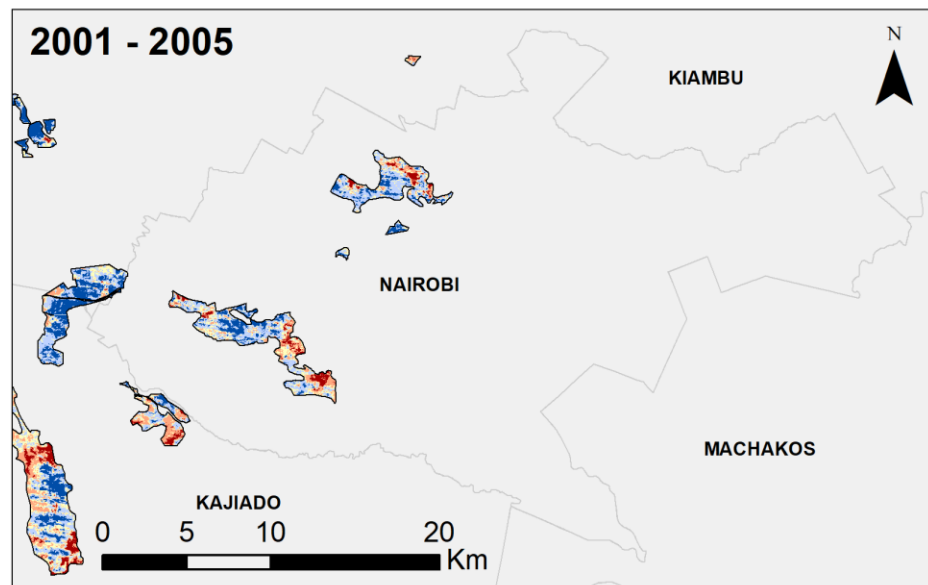 2001 - 2005
N
KIAMBU
NAIROBI
MACHAKOS
KAJIADO
0 5 10 20
Km